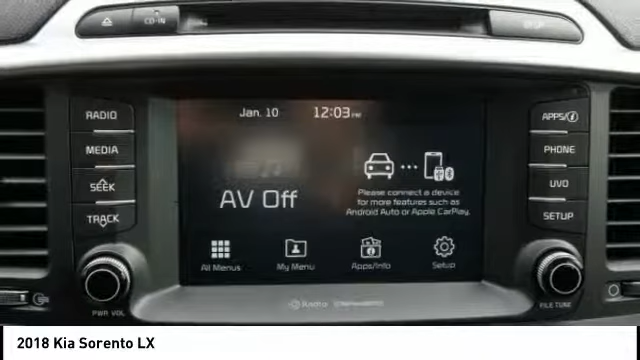 CD-IN
RADIO
MEDIA
SEEK
TRACK
PWR VOL
Jan. 10 12:03 PM
AV Off
Please connect a device
for more features such as
Android Auto or Apple CarPlay.
All Menus My Menu Apps/Info Setup
HD Radio
APPS/i
PHONE
UVO
SETUP
FILE TUNE
2018 Kia Sorento LX